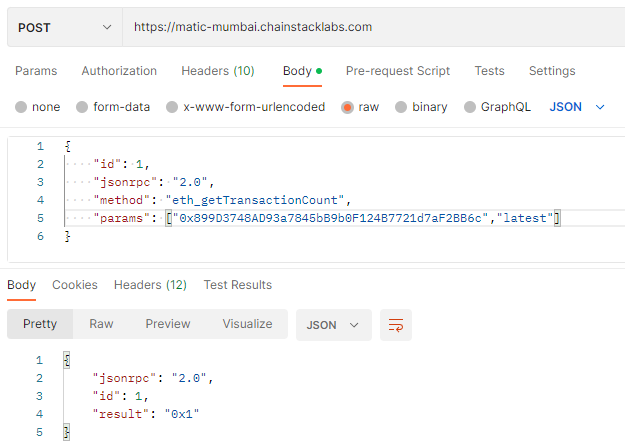 POST https://matic-mumbai.chainstacklabs.com
Params Authorization Headers (10) Body Pre-request Script Tests Settings
none form-data x-www-form-urlencoded raw binary GraphQL JSON
1 {
2 "id": 1,
3 "jsonrpc": "2.0",
4 "method": "eth_getTransactionCount",
5 "params": ["0x899D3748AD93a7845bB9b0F124B7721d7aF2BB6c","latest"]
6 }
Body Cookies Headers (12) Test Results
Pretty Raw Preview Visualize JSON
1 {
2 "jsonrpc": "2.0",
3 "id": 1,
4 "result": "0x1"
5 }